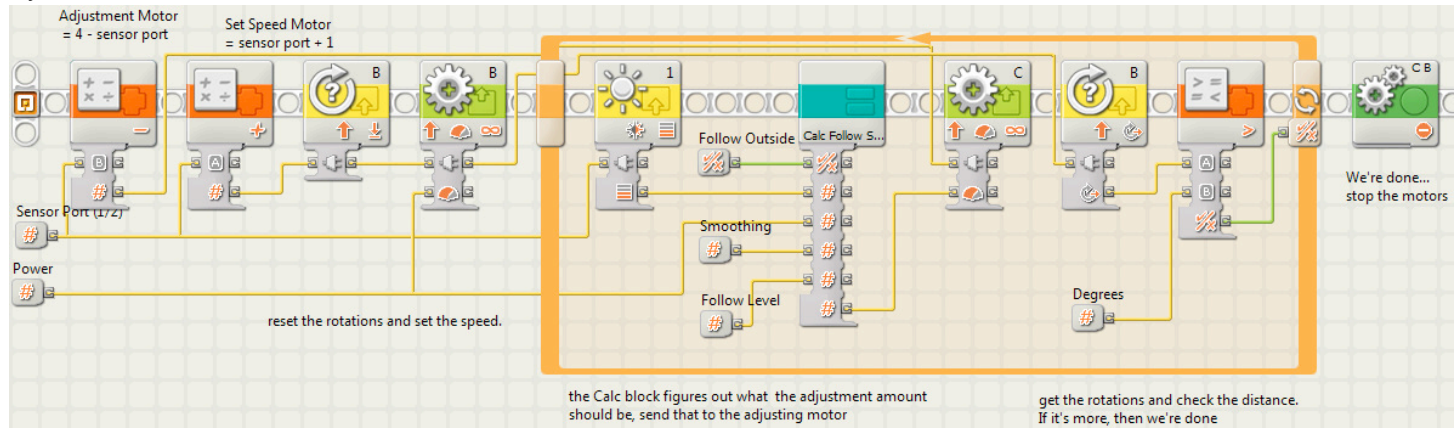 Adjustment Motor
= 4 - sensor port
Set Speed Motor
= sensor port + 1
B
B
1
C
B
C B
Follow Outside
Calc Follow S...
B
A
A
B
Sensor Port (1/2)
Smoothing
Power
Follow Level
Degrees
We're done...
stop the motors
reset the rotations and set the speed.
the Calc block figures out what the adjustment amount
should be, send that to the adjusting motor
get the rotations and check the distance.
If it's more, then we're done